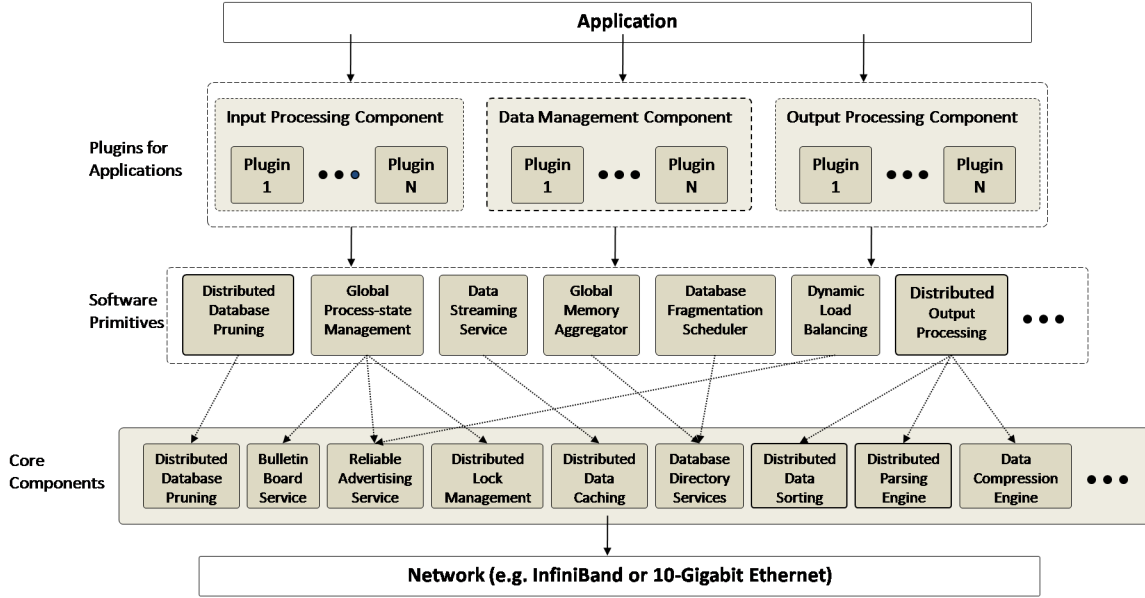 Application
Plugins for
Applications
Input Processing Component
Plugin
1
Plugin
N
Data Management Component
Plugin
1
Plugin
N
Output Processing Component
Plugin
1
Plugin
N
Software
Primitives
Distributed
Database
Pruning
Global
Process-state
Management
Data
Streaming
Service
Global
Memory
Aggregator
Database
Fragmentation
Scheduler
Dynamic
Load
Balancing
Distributed
Output
Processing
Core
Components
Distributed
Database
Pruning
Bulletin
Board
Service
Reliable
Advertising
Service
Distributed
Lock
Management
Distributed
Data
Caching
Database
Directory
Services
Distributed
Data
Sorting
Distributed
Parsing
Engine
Data
Compression
Engine
Network (e.g. InfiniBand or 10-Gigabit Ethernet)